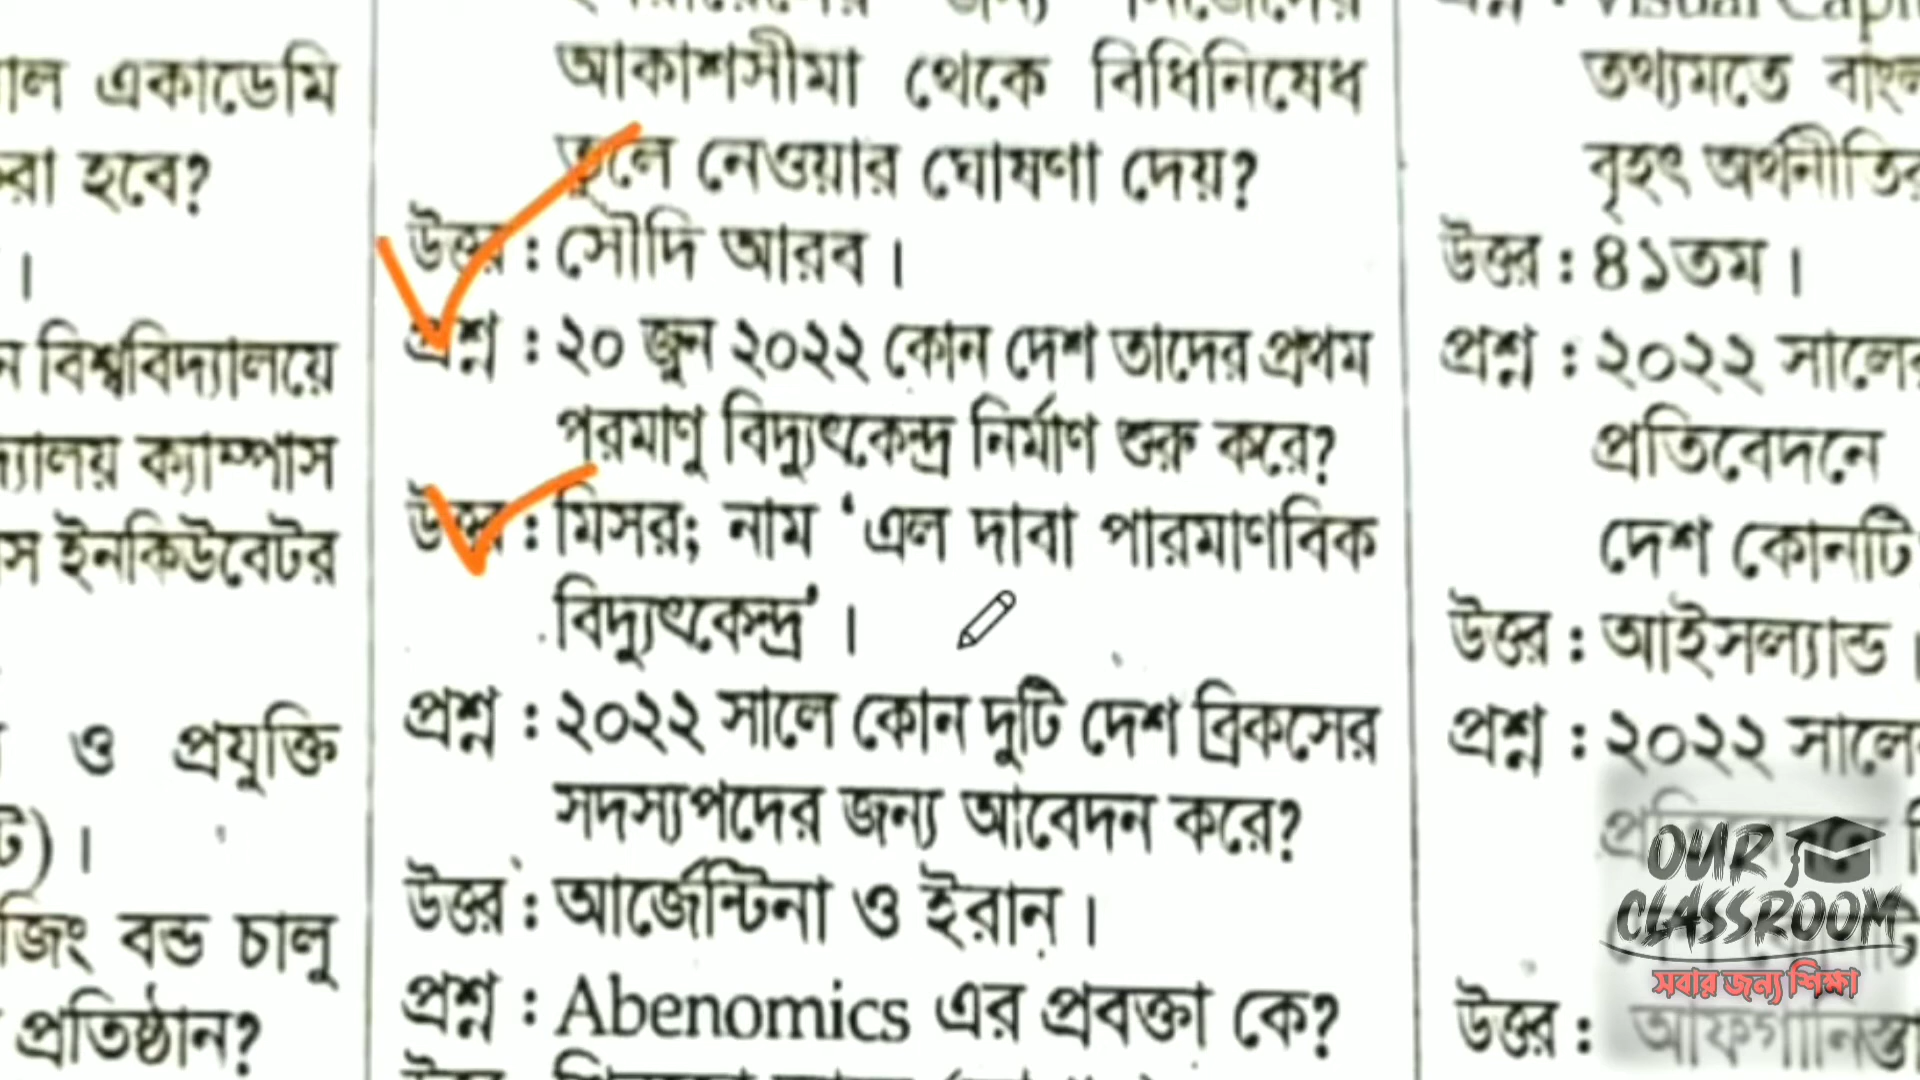 াল একাডেমি
করা হবে?
।
ন বিশ্ববিদ্যালয়ে
দ্যালয় ক্যাম্পাস
স ইনকিউবেটর
ও প্রযুক্তি
)।
জিং বন্ড চালু
প্রতিষ্ঠান?
আকাশসীমা থেকে বিধিনিষেধ
তুলে নেওয়ার ঘোষণা দেয়?
উত্তর : সৌদি আরব।
প্রশ্ন : ২০ জুন ২০২২ কোন দেশ তাদের প্রথম
পরমাণু বিদ্যুৎকেন্দ্র নির্মাণ শুরু করে?
উত্তর : মিসর; নাম ‘এল দাবা পারমাণবিক
বিদ্যুৎকেন্দ্র’।
প্রশ্ন : ২০২২ সালে কোন দুটি দেশ ব্রিকসের
সদস্যপদের জন্য আবেদন করে?
উত্তর : আর্জেন্টিনা ও ইরান।
প্রশ্ন : Abenomics এর প্রবক্তা কে?
প্রশ্ন : Visual
তথ্যমতে
বৃহৎ অর্থনীতির
উত্তর : ৪১তম।
প্রশ্ন : ২০২২ সালের
প্রতিবেদনে
দেশ কোনটি
উত্তর : আইসল্যান্ড।
প্রশ্ন : ২০২২ সালে
উত্তর :
OUR
CLASSROOM
সবার জন্য শিক্ষা